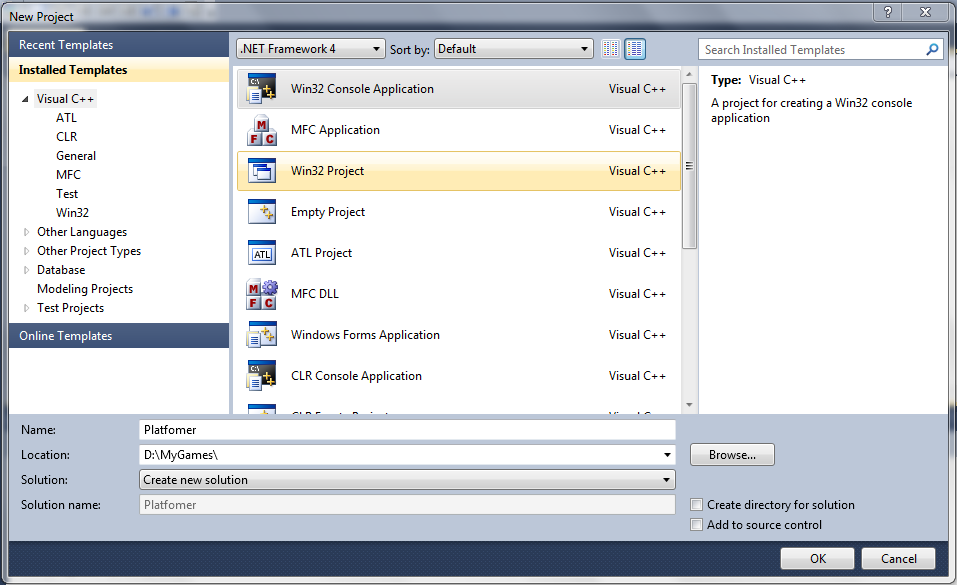 New Project
Recent Templates
Installed Templates
Visual C++
ATL
CLR
General
MFC
Test
Win32
Other Languages
Other Project Types
Database
Modeling Projects
Test Projects
Online Templates
.NET Framework 4 Sort by: Default
Win32 Console Application Visual C++
MFC Application Visual C++
Win32 Project Visual C++
Empty Project Visual C++
ATL Project Visual C++
MFC DLL Visual C++
Windows Forms Application Visual C++
CLR Console Application Visual C++
Search Installed Templates
Type: Visual C++
A project for creating a Win32 console
application
Name: Platfomer
Location: D:\MyGames\ Browse...
Solution: Create new solution
Solution name: Platfomer
Create directory for solution
Add to source control
OK Cancel